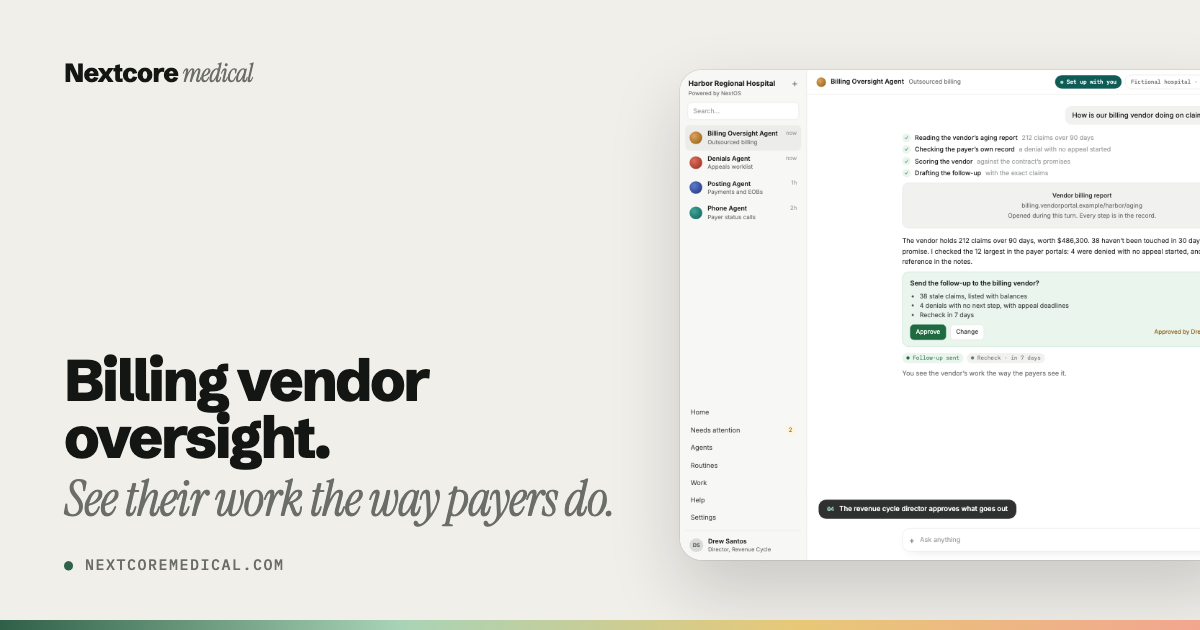 Nextcore medical
Billing vendor
oversight.
See their work the way payers do.
NEXTCOREMEDICAL.COM
Harbor Regional Hospital +
Powered by NextOS
Search...
Billing Oversight Agent now
Outsourced billing
Denials Agent now
Appeals worklist
Posting Agent 1h
Payments and EOBs
Phone Agent 2h
Payer status calls
Home
Needs attention 2
Agents
Routines
Work
Help
Settings
DS Drew Santos
Director, Revenue Cycle
Billing Oversight Agent Outsourced billing
Set up with you
Fictional hospital ·
How is our billing vendor doing on claim
Reading the vendor's aging report 212 claims over 90 days
Checking the payer's own record a denial with no appeal started
Scoring the vendor against the contract's promises
Drafting the follow-up with the exact claims
Vendor billing report
billing.vendorportal.example/harbor/aging
Opened during this turn. Every step is in the record.
The vendor holds 212 claims over 90 days, worth $486,300. 38 haven't been touched in 30 day
promise. I checked the 12 largest in the payer portals: 4 were denied with no appeal started, and
reference in the notes.
Send the follow-up to the billing vendor?
• 38 stale claims, listed with balances
• 4 denials with no next step, with appeal deadlines
• Recheck in 7 days
Approve Change Approved by Dre
Follow-up sent Recheck · in 7 days
You see the vendor's work the way the payers see it.
04 The revenue cycle director approves what goes out
+ Ask anything